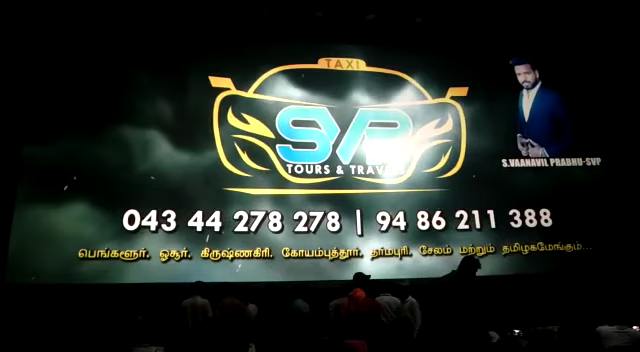 TAXI
SVP
TOURS & TRAVELS
S.VAANAVIL PRABHU-SVP
043 44 278 278 | 94 86 211 388
பெங்களூர். ஓசூர். கிருஷ்ணகிரி. கோயம்புத்தூர். தர்மபுரி. சேலம் மற்றும் தமிழகமேங்கும்...